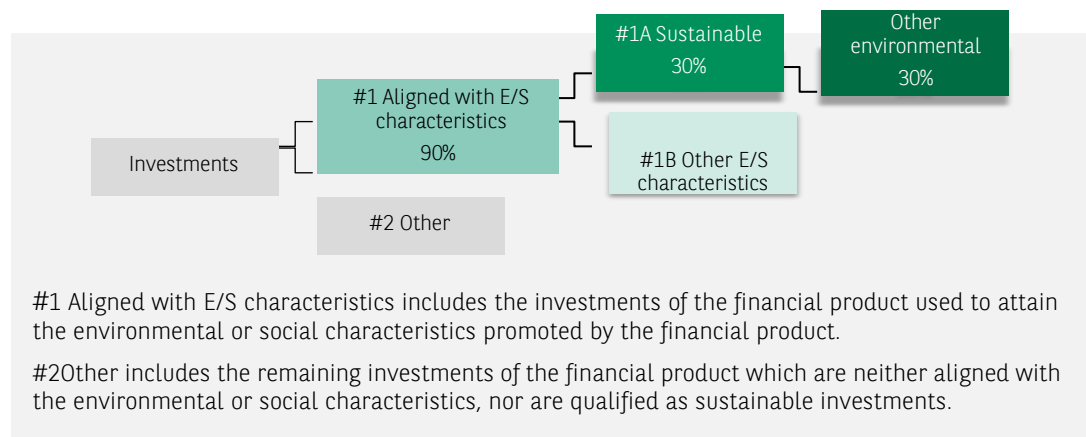 #1A Sustainable
30%
Other
environmental
30%
#1 Aligned with E/S
characteristics
90%
Investments
#1B Other E/S
characteristics
#2 Other
#1 Aligned with E/S characteristics includes the investments of the financial product used to attain
the environmental or social characteristics promoted by the financial product.
#2Other includes the remaining investments of the financial product which are neither aligned with
the environmental or social characteristics, nor are qualified as sustainable investments.